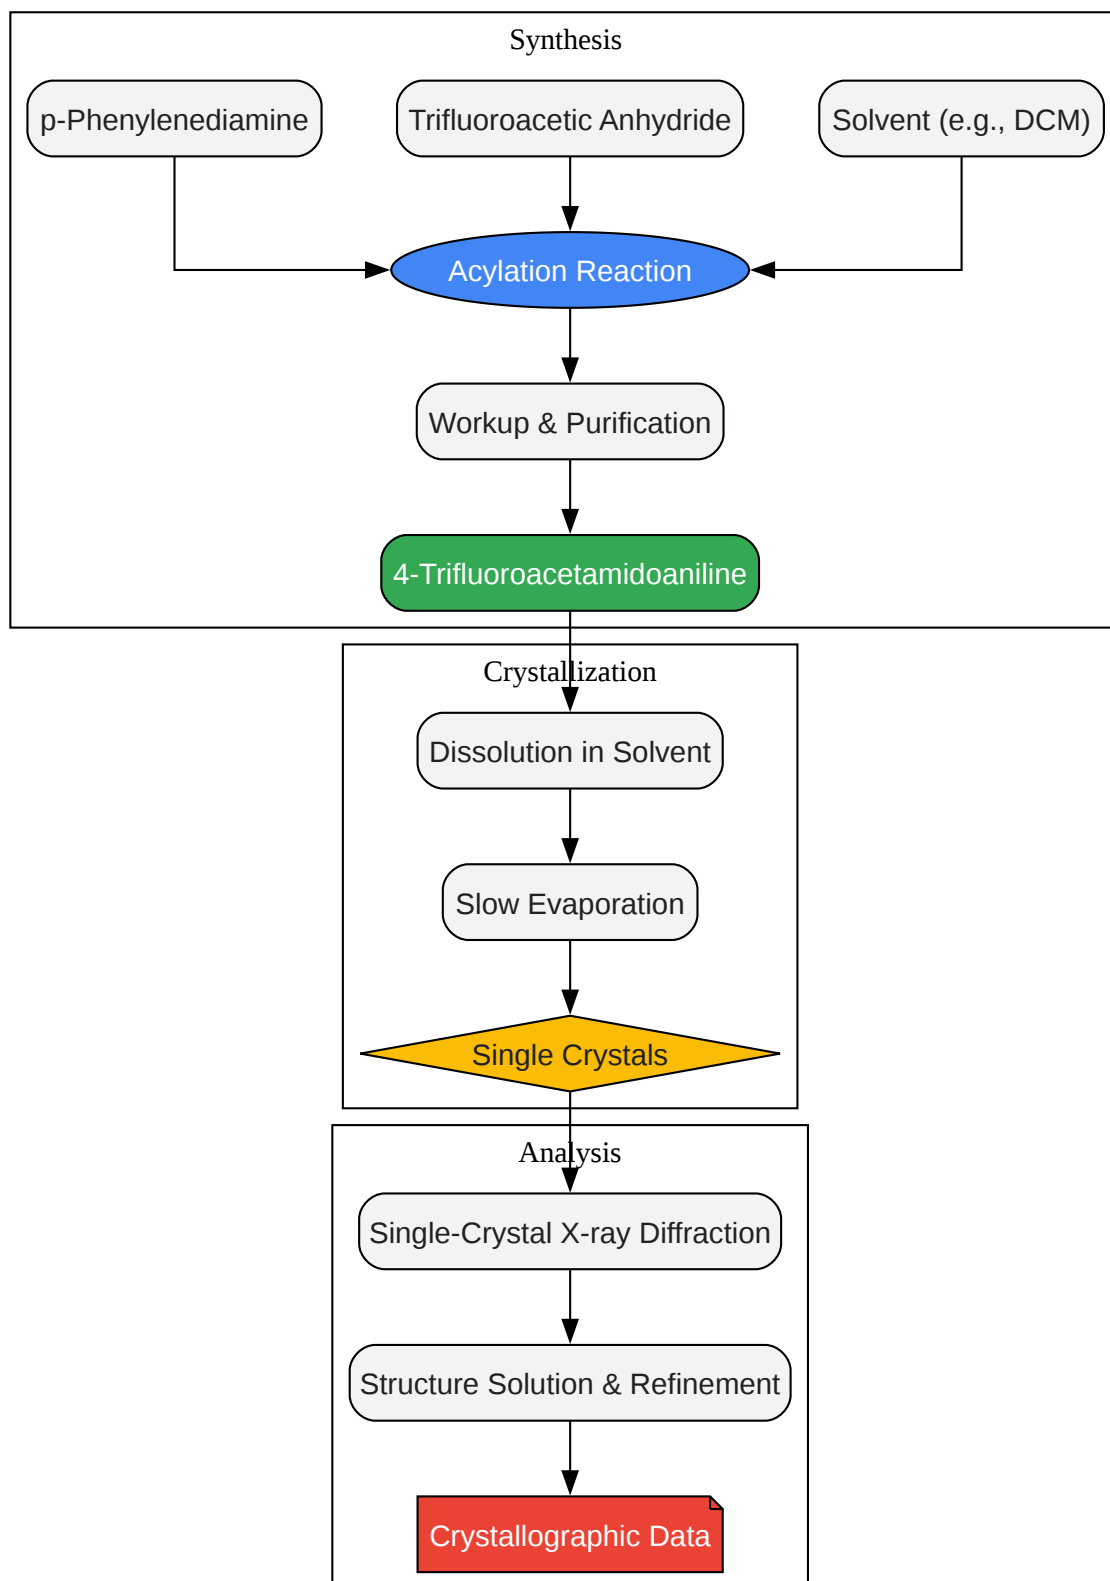 Synthesis
p-Phenylenediamine
Trifluoroacetic Anhydride
Solvent (e.g., DCM)
Acylation Reaction
Workup & Purification
4-Trifluoroacetamidoaniline
Crystallization
Dissolution in Solvent
Slow Evaporation
Single Crystals
Analysis
Single-Crystal X-ray Diffraction
Structure Solution & Refinement
Crystallographic Data